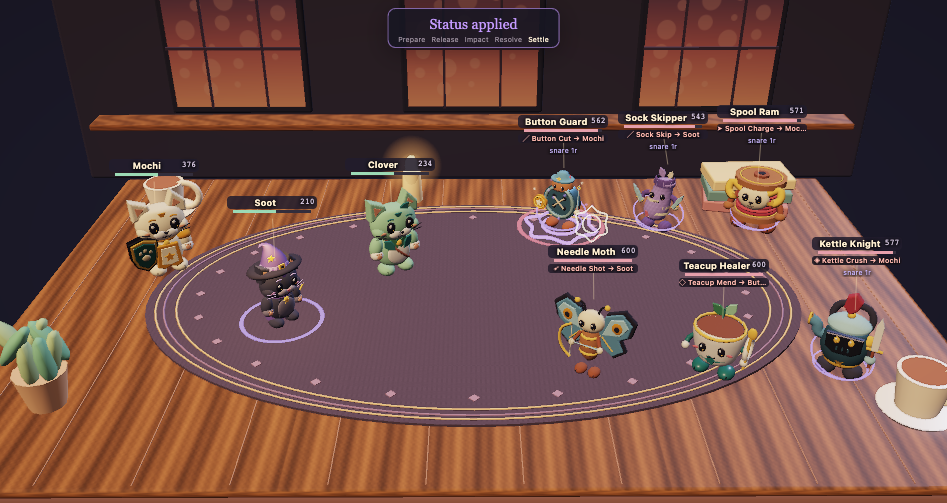 Status applied
Prepare Release Impact Resolve Settle
Spool Ram 571
Spool Charge → Moc...
snare 1r
Button Guard 562
Button Cut → Mochi
snare 1r
Sock Skipper 543
Sock Skip → Soot
snare 1r
Mochi 376
Clover 234
Soot 210
Needle Moth 600
Needle Shot → Soot
Teacup Healer 600
Teacup Mend → But...
Kettle Knight 577
Kettle Crush → Mochi
snare 1r